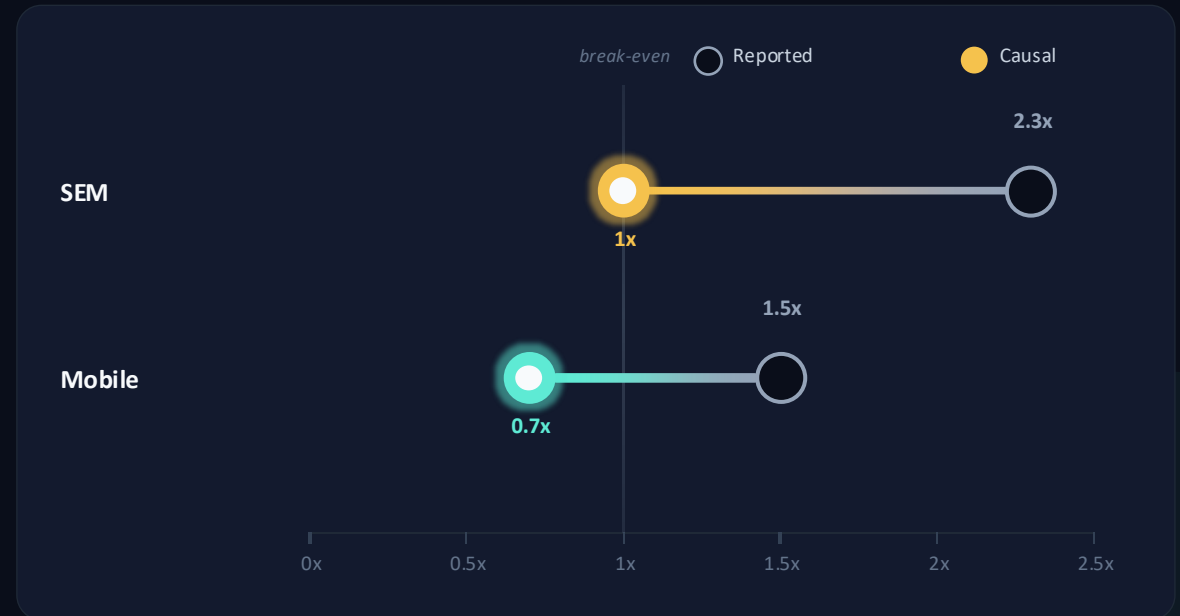 break-even
Reported
Causal
2.3x
SEM
1x
1.5x
Mobile
0.7x
0x
0.5x
1x
1.5x
2x
2.5x